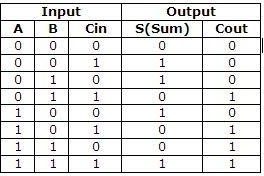 Input Output
A B Cin S(Sum) Cout
0 0 0 0 0
0 0 1 1 0
0 1 0 1 0
0 1 1 0 1
1 0 0 1 0
1 0 1 0 1
1 1 0 0 1
1 1 1 1 1